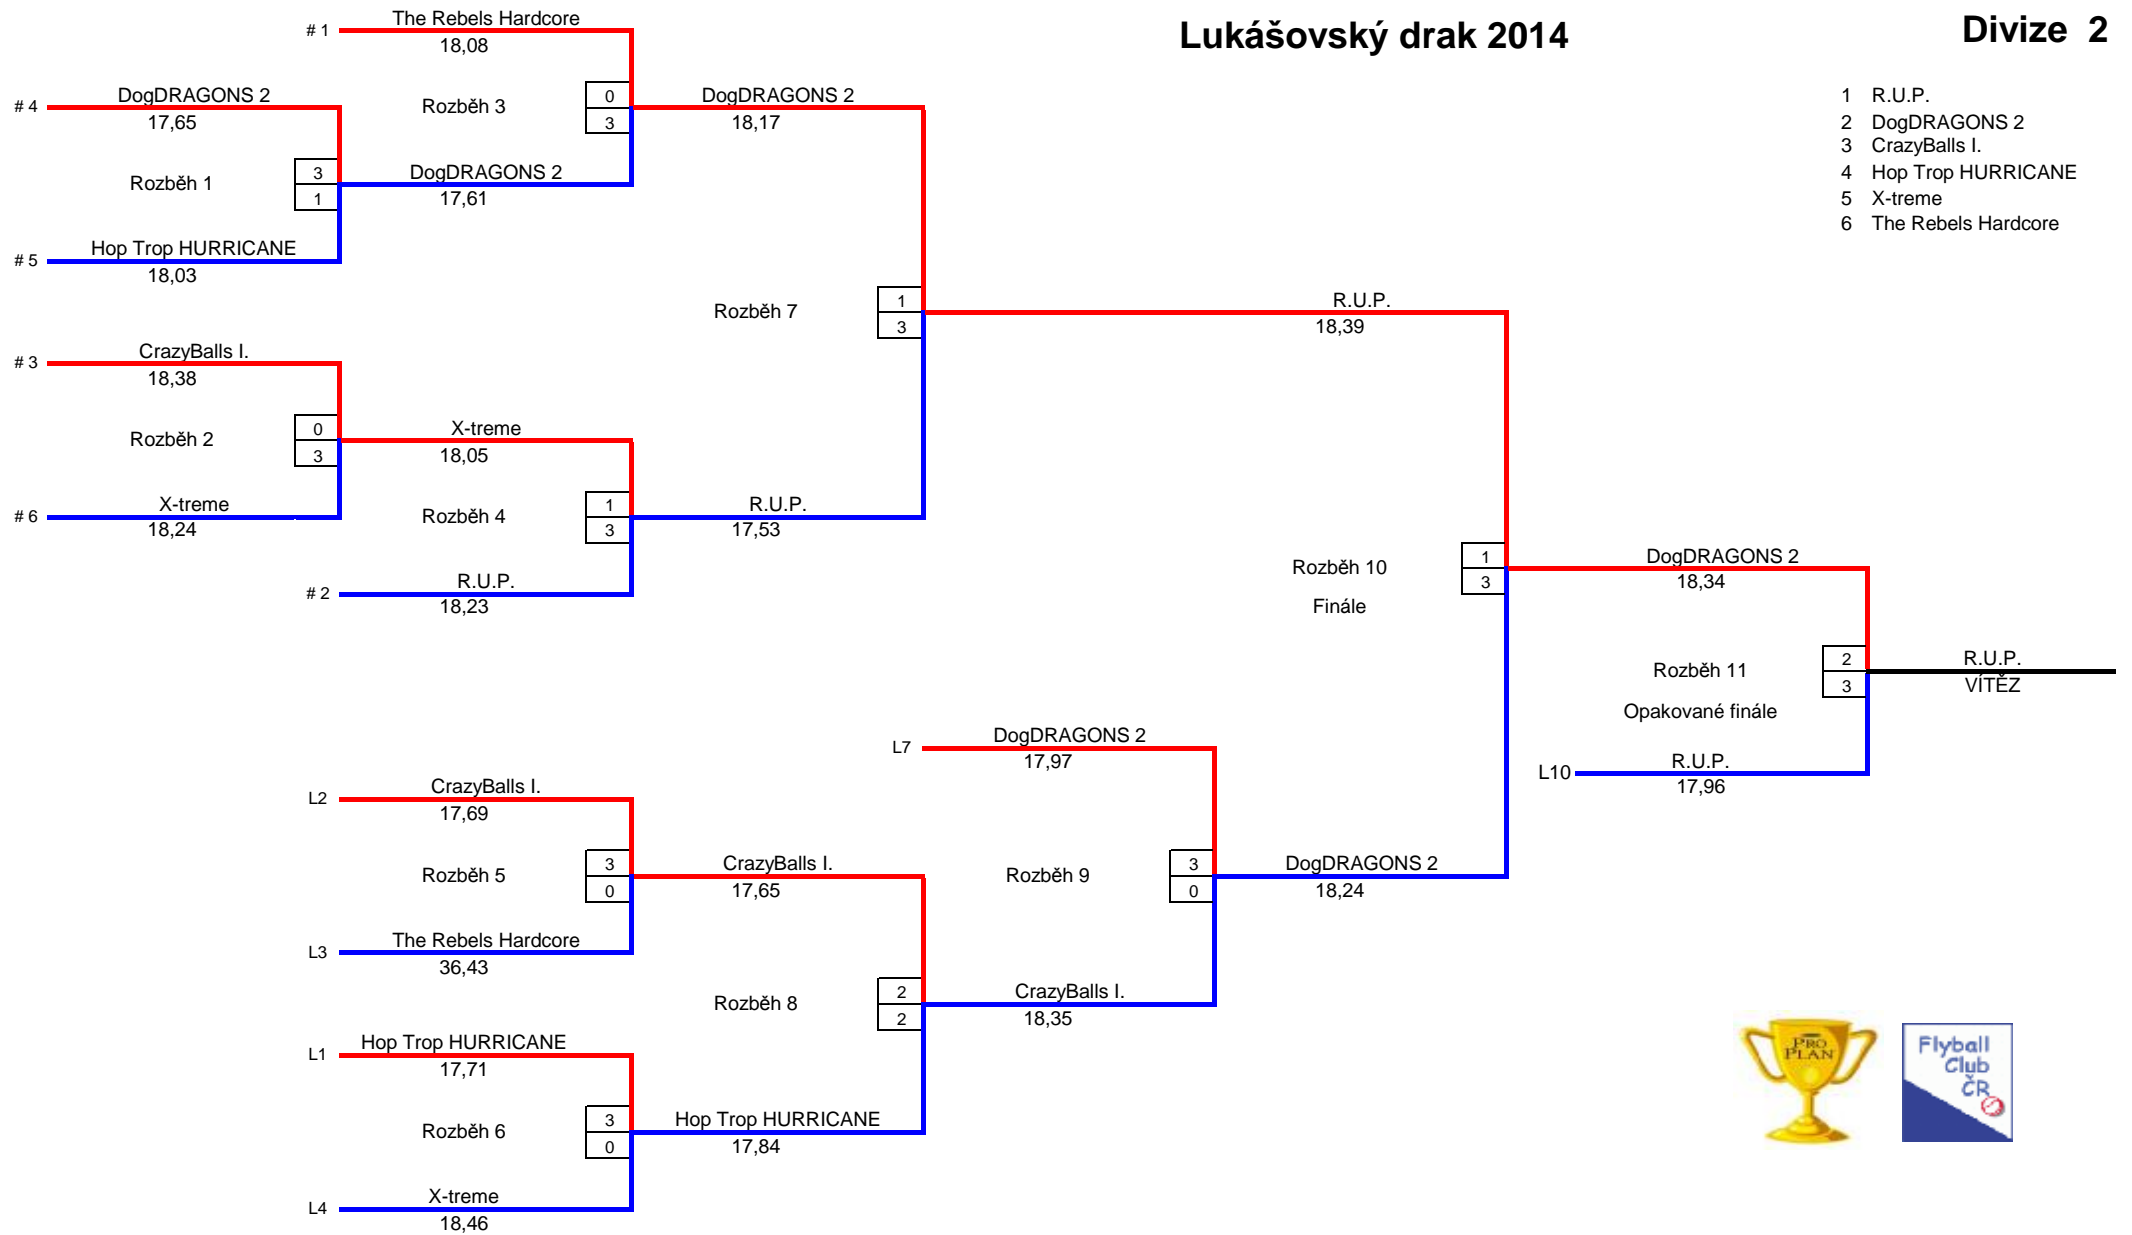 Lukášovský drak 2014
Divize 2
1 R.U.P.
2 DogDRAGONS 2
3 CrazyBalls I.
4 Hop Trop HURRICANE
5 X-treme
6 The Rebels Hardcore
# 1
The Rebels Hardcore
18,08
# 4
DogDRAGONS 2
17,65
Rozběh 1
3
1
# 5
Hop Trop HURRICANE
18,03
Rozběh 3
0
3
DogDRAGONS 2
17,61
DogDRAGONS 2
18,17
# 3
CrazyBalls I.
18,38
Rozběh 2
0
3
# 6
X-treme
18,24
X-treme
18,05
Rozběh 4
1
3
# 2
R.U.P.
18,23
R.U.P.
17,53
Rozběh 7
1
3
R.U.P.
18,39
Rozběh 10
Finále
1
3
DogDRAGONS 2
18,34
Rozběh 11
Opakované finále
2
3
L10
R.U.P.
17,96
R.U.P.
VÍTĚZ
L7
DogDRAGONS 2
17,97
Rozběh 9
3
0
DogDRAGONS 2
18,24
L2
CrazyBalls I.
17,69
Rozběh 5
3
0
L3
The Rebels Hardcore
36,43
CrazyBalls I.
17,65
Rozběh 8
2
2
CrazyBalls I.
18,35
L1
Hop Trop HURRICANE
17,71
Rozběh 6
3
0
L4
X-treme
18,46
Hop Trop HURRICANE
17,84
PRO
PLAN
Flyball
Club
ČR